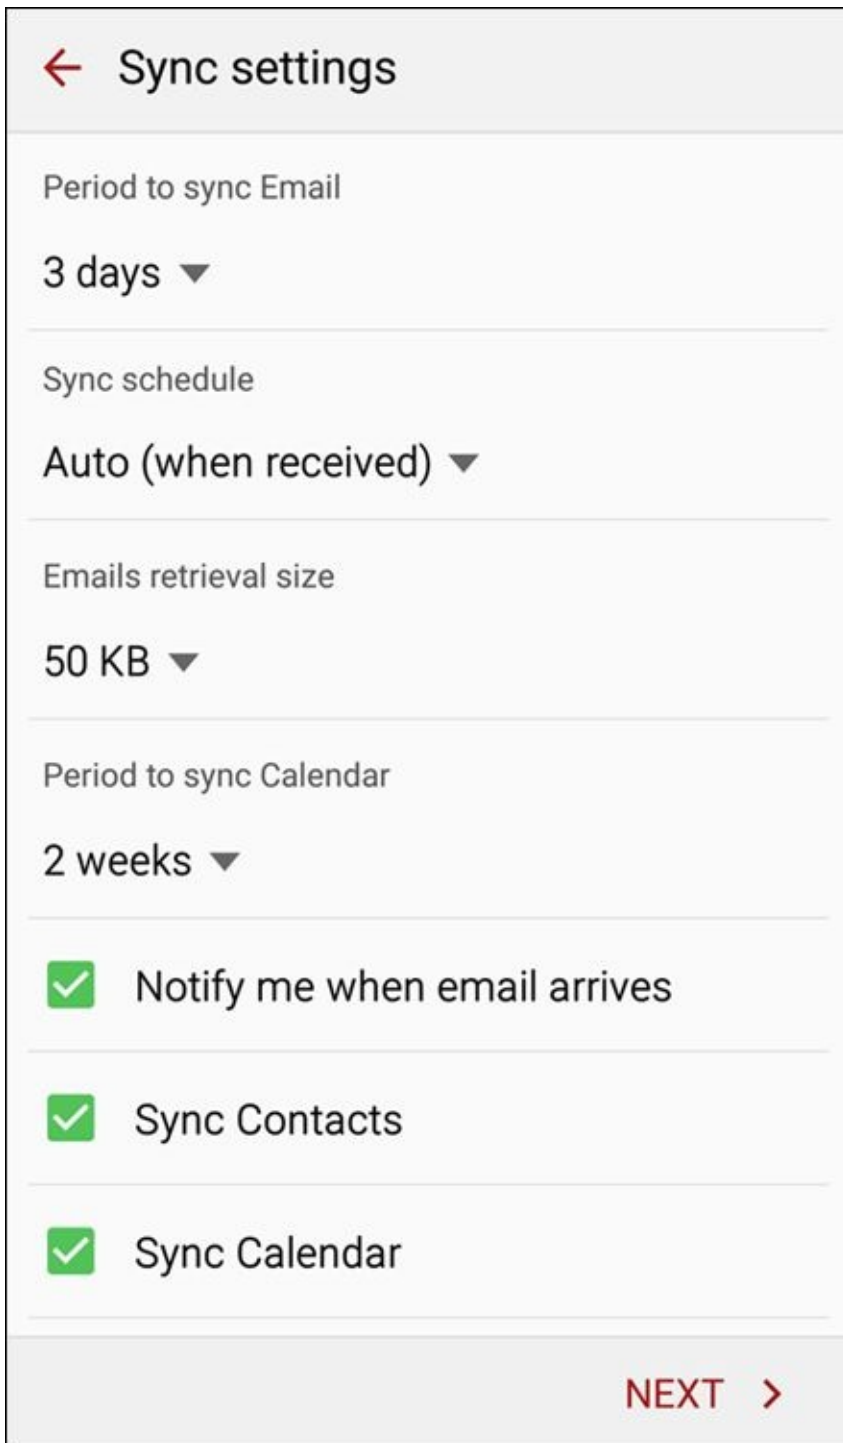 Sync settings
Period to sync Email
3 days
Sync schedule
Auto (when received)
Emails retrieval size
50 KB
Period to sync Calendar
2 weeks
Notify me when email arrives
Sync Contacts
Sync Calendar
NEXT